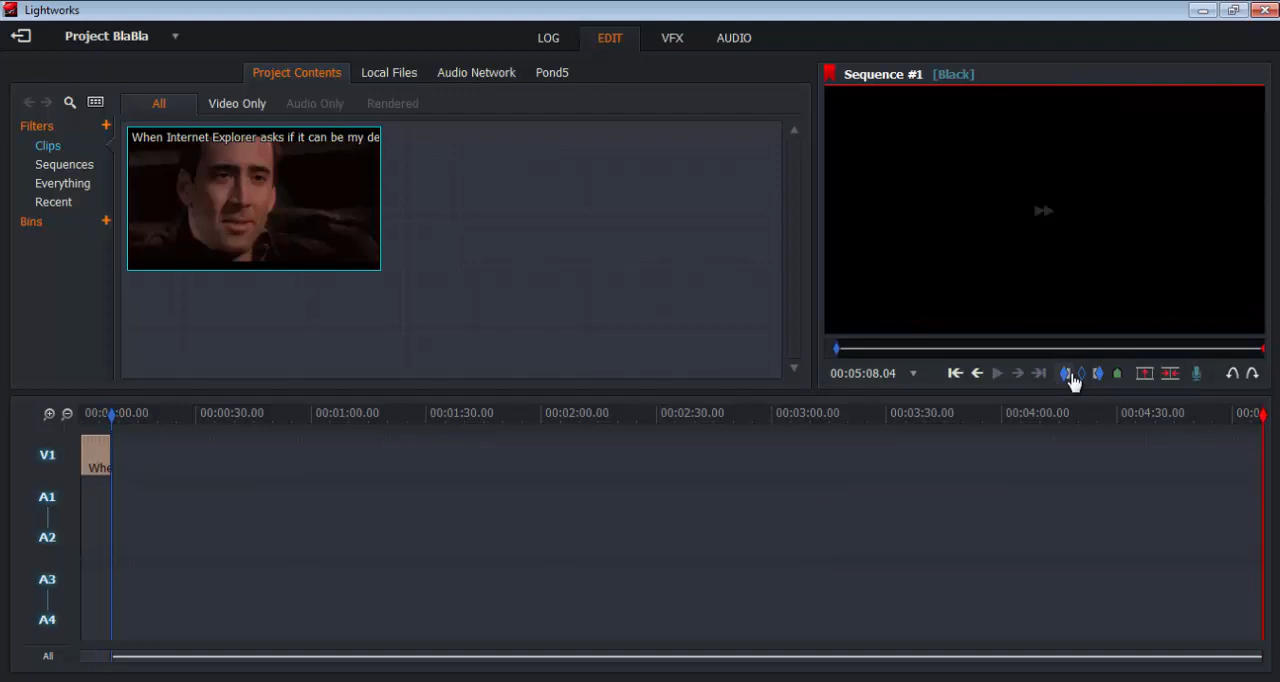 Lightworks
Project BlaBla
LOG EDIT VFX AUDIO
Project Contents Local Files Audio Network Pond5
Sequence #1 [Black]
All Video Only Audio Only Rendered
Filters +
Clips
Sequences
Everything
Recent
Bins +
When Internet Explorer asks if it can be my de
00:05:08.04
00:00:30.00 00:01:00.00 00:01:30.00 00:02:00.00 00:02:30.00 00:03:00.00 00:03:30.00 00:04:00.00 00:04:30.00
V1
Whe
A1
A2
A3
A4
All